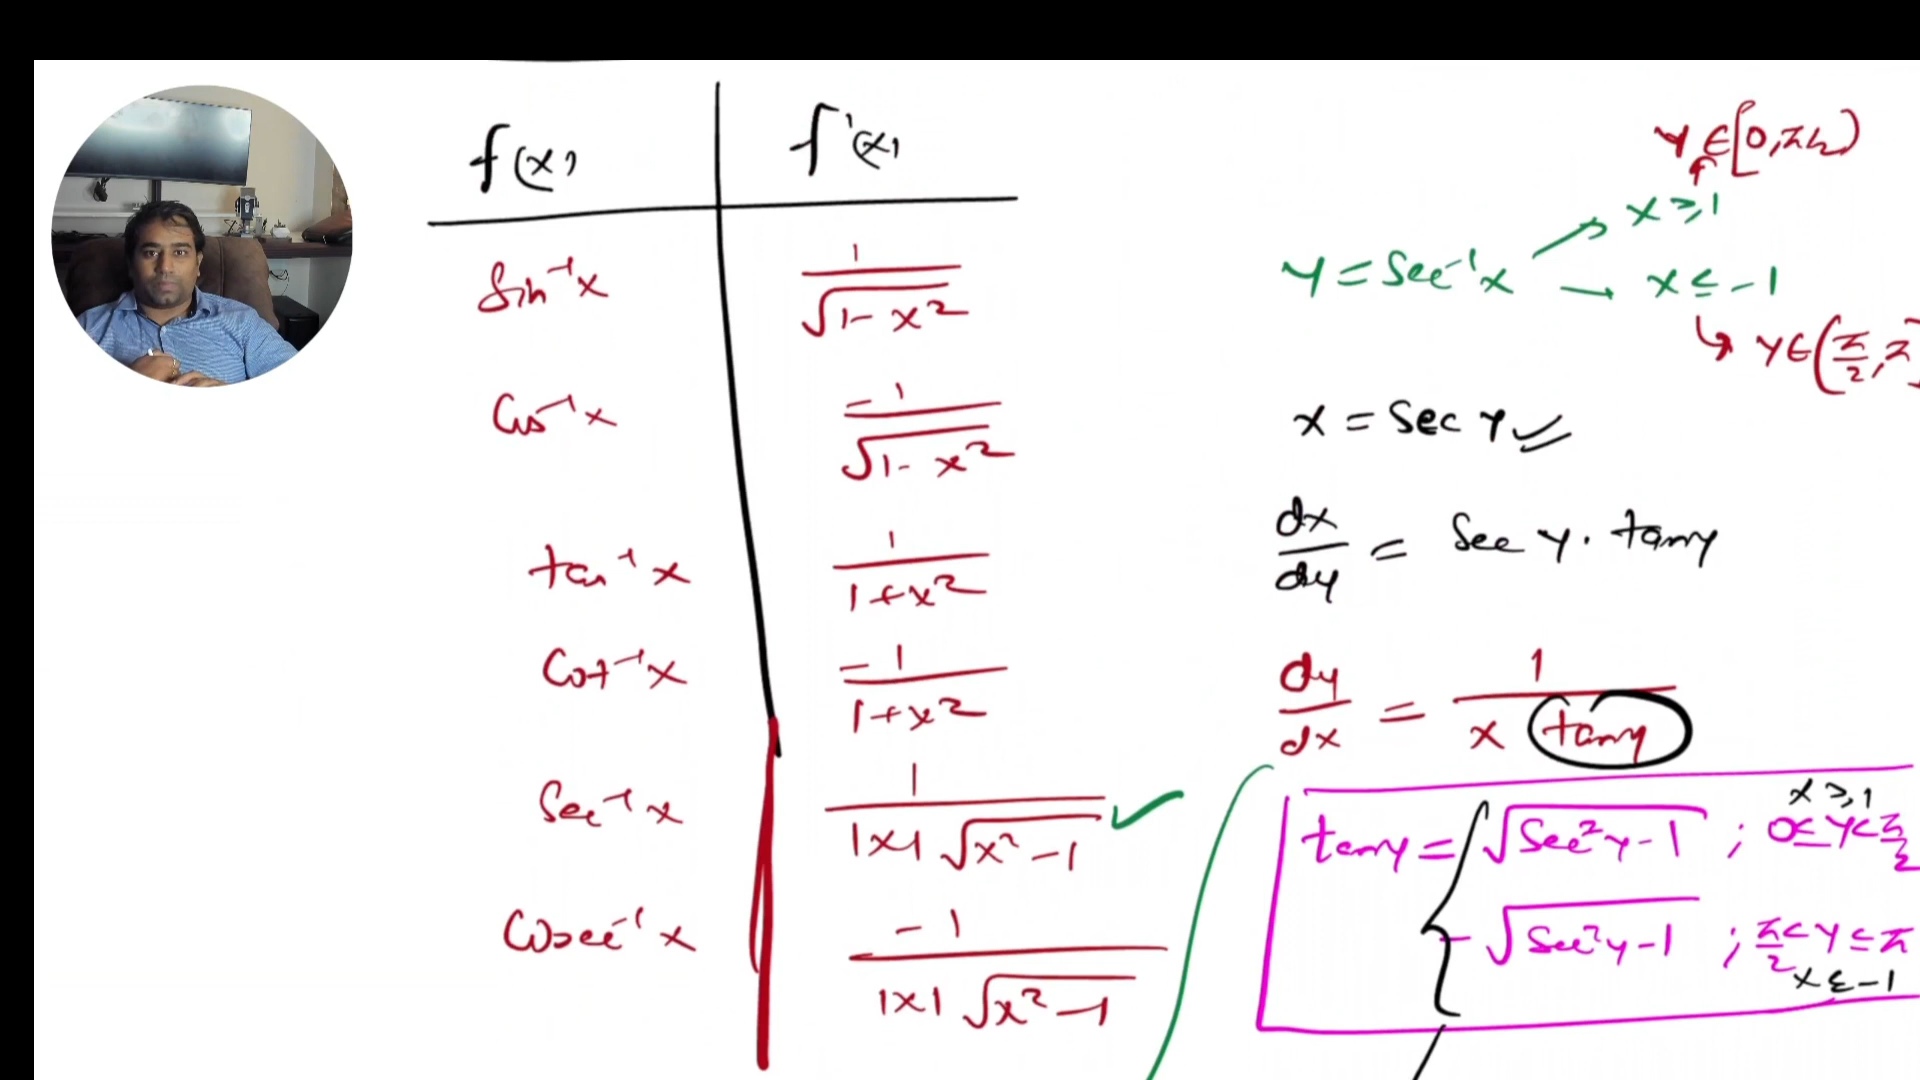 f(x) f'(x)
Sin⁻¹x 1/√(1-x²)
Cos⁻¹x -1/√(1-x²)
tan⁻¹x 1/(1+x²)
Cot⁻¹x -1/(1+x²)
Sec⁻¹x 1/(|x|√(x²-1)) ✓
Cosec⁻¹x -1/(|x|√(x²-1))
y∈[0,π/2)
x≥1
y = Sec⁻¹x → x≤-1
↳ y∈(π/2,π]
x = Sec y ✓
dx/dy = Sec y · tan y
dy/dx = 1/(x tan y)
x≥1
tan y = { √(Sec²y-1) ; 0≤y<π/2
-√(Sec²y-1) ; π/2<y≤π
x≤-1